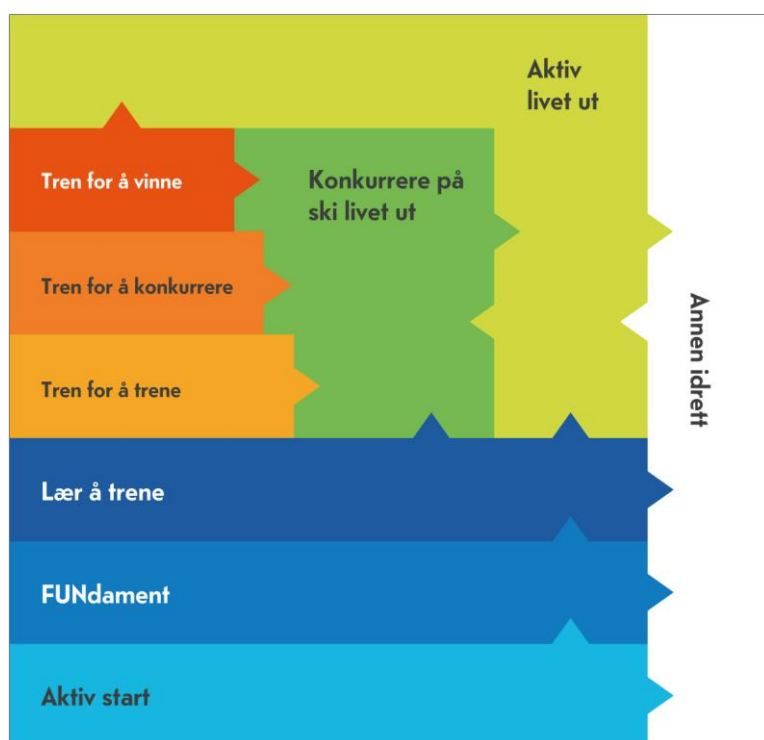 Aktiv
livet ut
Tren for å vinne
Konkurrere på
ski livet ut
Tren for å konkurrere
Annen idrett
Tren for å trene
Lær å trene
FUNdament
Aktiv start